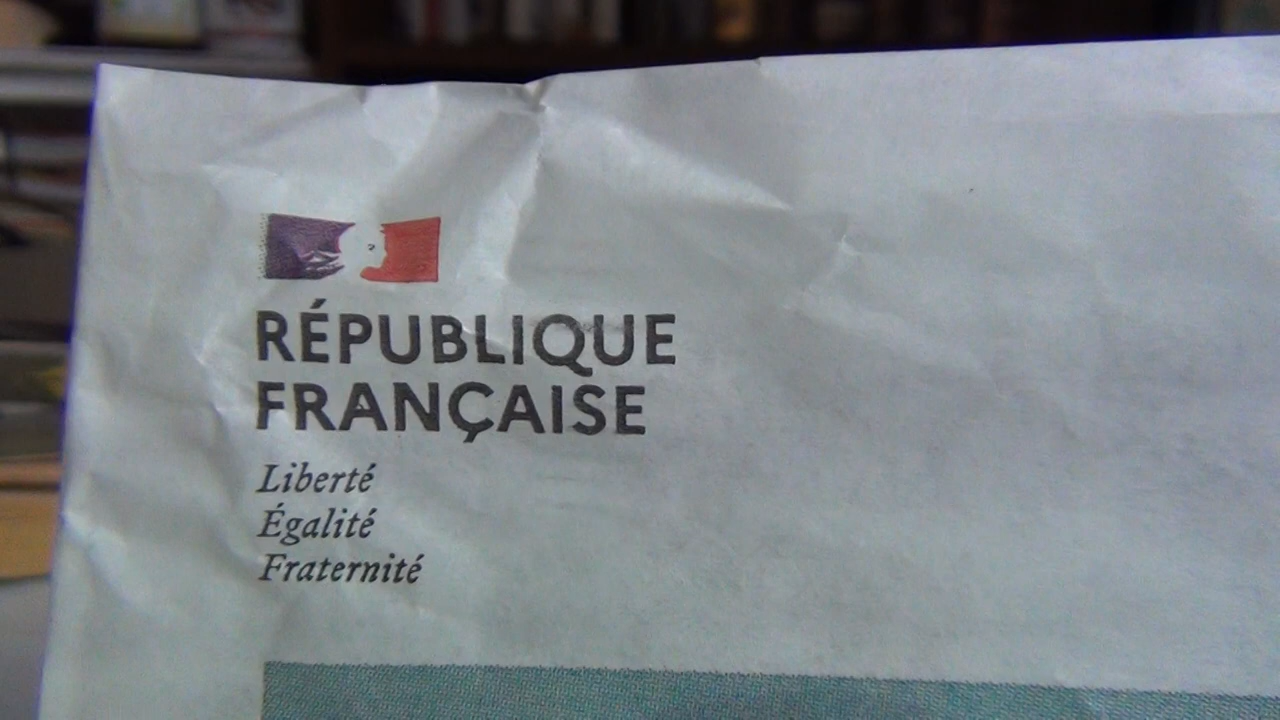 RÉPUBLIQUE
FRANÇAISE
Liberté
Égalité
Fraternité